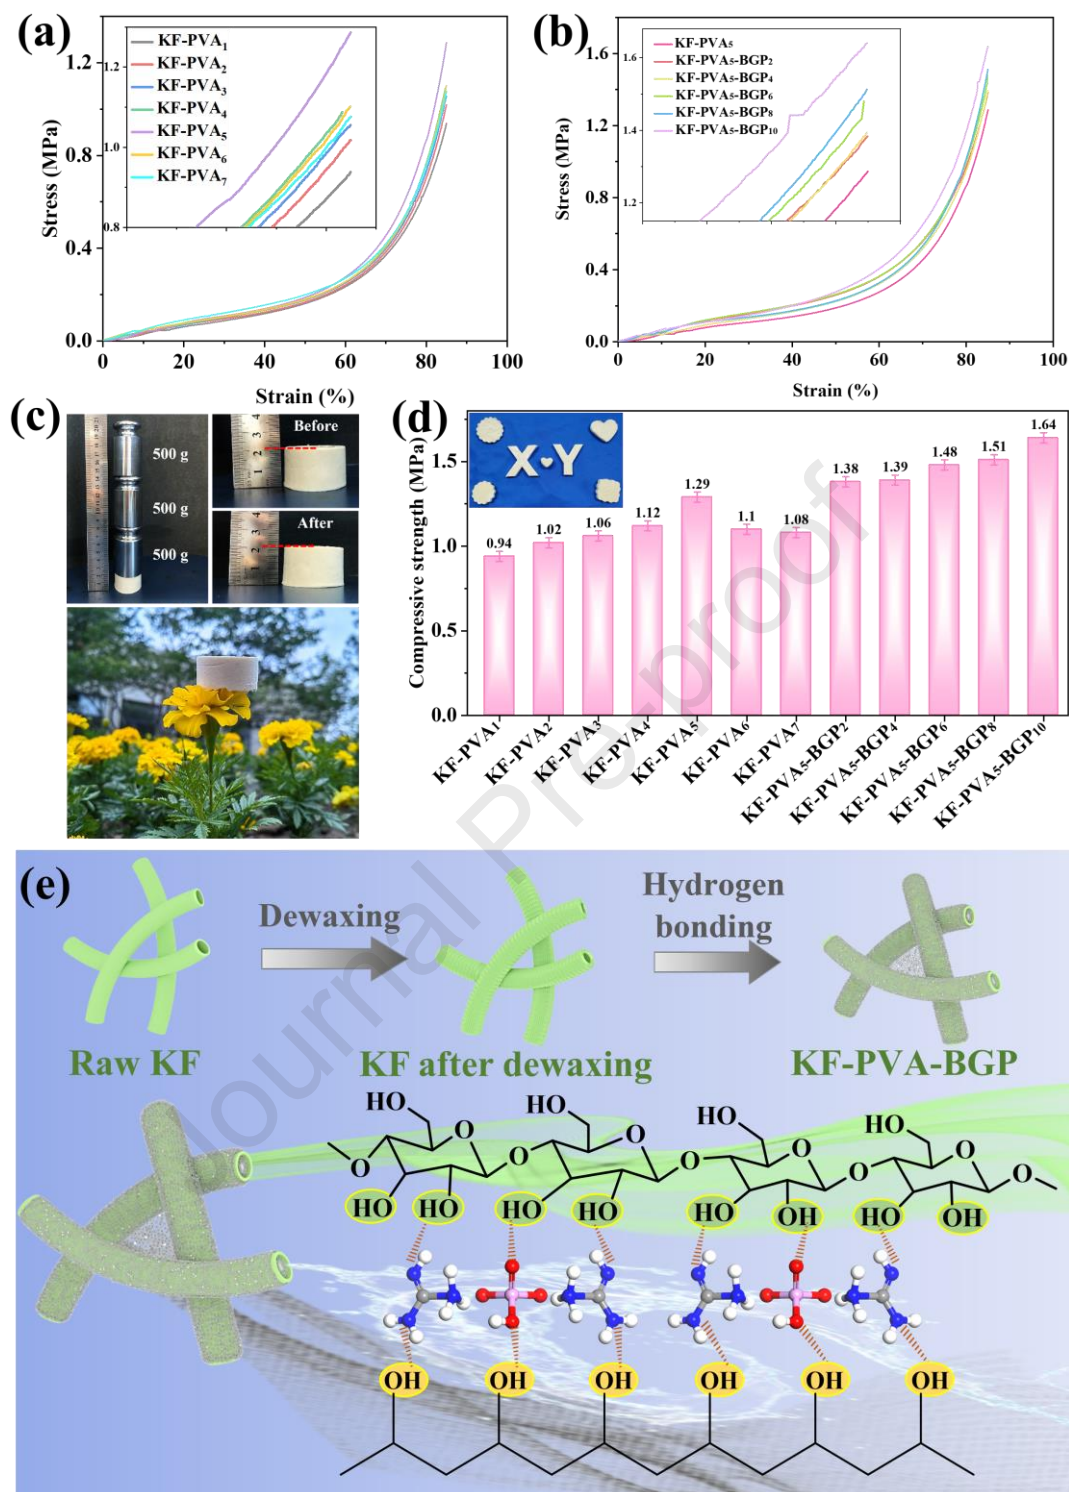 (a)
KF-PVA1
KF-PVA2
KF-PVA3
KF-PVA4
KF-PVA5
KF-PVA6
KF-PVA7
1.2
1.0
0.8
1.2
0.8
0.4
0.0
Stress (MPa)
0 20 40 60 80 100
Strain (%)
(b)
KF-PVA5
KF-PVA5-BGP2
KF-PVA5-BGP4
KF-PVA5-BGP6
KF-PVA5-BGP8
KF-PVA5-BGP10
1.6
1.4
1.2
1.6
1.2
0.8
0.4
0.0
Stress (MPa)
0 20 40 60 80 100
Strain (%)
(c)
500 g
500 g
500 g
Before
4
3
2
1
After
4
3
2
1
(d)
X Y
Compressive strength (MPa)
1.5
1.0
0.5
0.0
0.94
1.02
1.06
1.12
1.29
1.1
1.08
1.38
1.39
1.48
1.51
1.64
KF-PVA1
KF-PVA2
KF-PVA3
KF-PVA4
KF-PVA5
KF-PVA6
KF-PVA7
KF-PVA5-BGP2
KF-PVA5-BGP4
KF-PVA5-BGP6
KF-PVA5-BGP8
KF-PVA5-BGP10
Journal Pre-proof
(e)
Dewaxing
Hydrogen
bonding
Raw KF
KF after dewaxing
KF-PVA-BGP
HO HO HO HO
O O O O
O O O O O
HO HO HO HO HO OH HO OH
OH OH OH OH OH OH